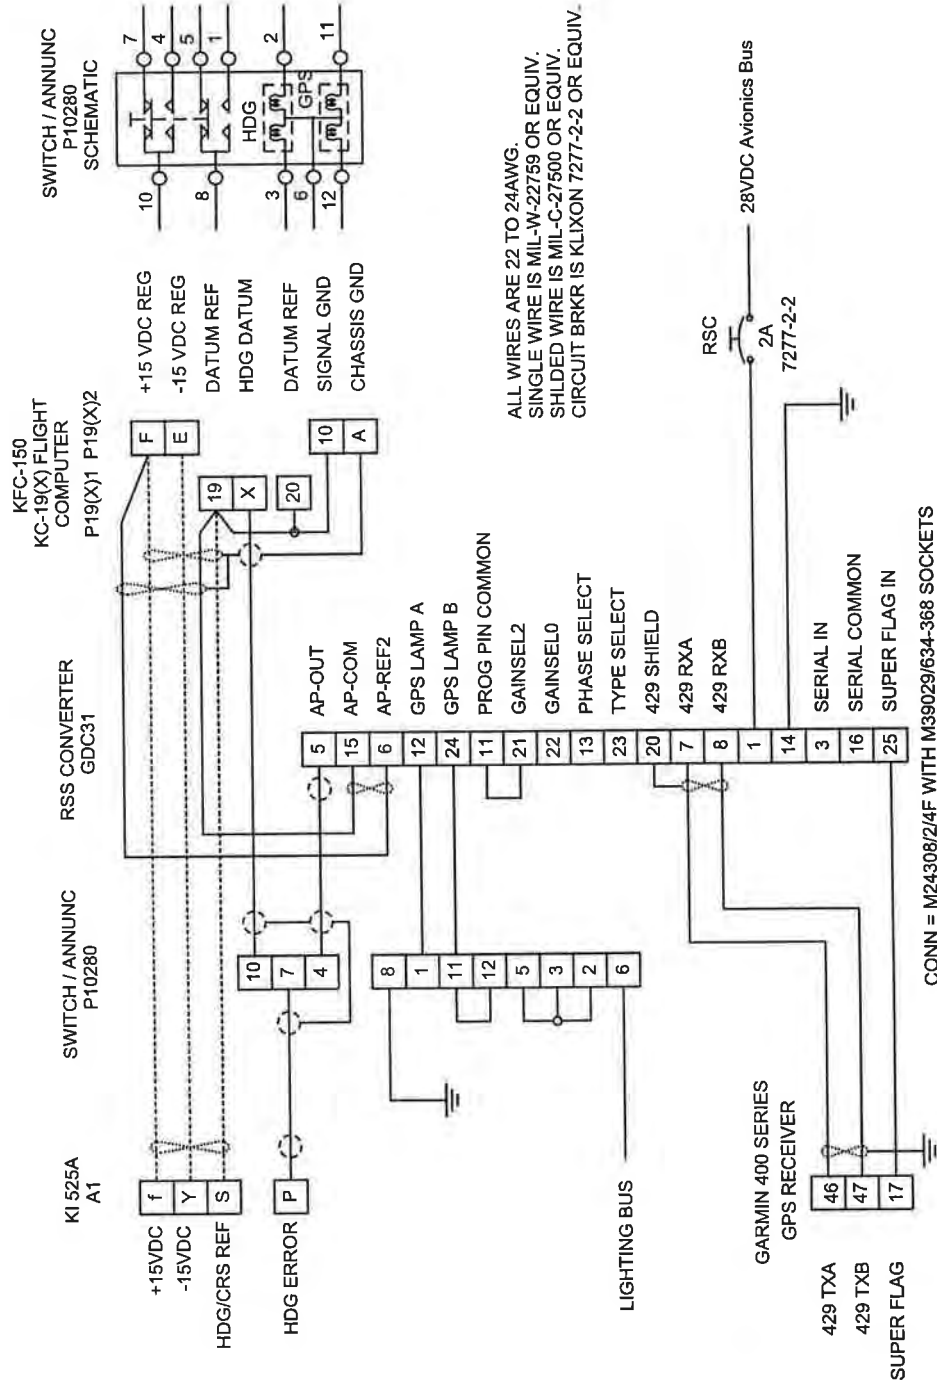 KI 525A
A1
+15VDC
f
-15VDC
Y
HDG/CRS REF
S
HDG ERROR
P
SWITCH / ANNUNC
P10280
10
7
4
8
1
11
12
5
3
2
6
LIGHTING BUS
RSS CONVERTER
GDC31
5 AP-OUT
15 AP-COM
6 AP-REF2
12 GPS LAMP A
24 GPS LAMP B
11 PROG PIN COMMON
21 GAINSEL2
22 GAINSEL0
13 PHASE SELECT
23 TYPE SELECT
20 429 SHIELD
7 429 RXA
8 429 RXB
1
14
3 SERIAL IN
16 SERIAL COMMON
25 SUPER FLAG IN
CONN = M24308/2/4F WITH M39029/634-368 SOCKETS
GARMIN 400 SERIES
GPS RECEIVER
429 TXA 46
429 TXB 47
SUPER FLAG 17
KFC-150
KC-19(X) FLIGHT
COMPUTER
P19(X)1 P19(X)2
F +15 VDC REG
E -15 VDC REG
19 DATUM REF
X HDG DATUM
20 DATUM REF
10 SIGNAL GND
A CHASSIS GND
SWITCH / ANNUNC
P10280
SCHEMATIC
10
7
4
8
5
1
HDG
3
2
6
GPS
12
11
ALL WIRES ARE 22 TO 24AWG.
SINGLE WIRE IS MIL-W-22759 OR EQUIV.
SHLDED WIRE IS MIL-C-27500 OR EQUIV.
CIRCUIT BRKR IS KLIXON 7277-2-2 OR EQUIV.
RSC
2A
7277-2-2
28VDC Avionics Bus